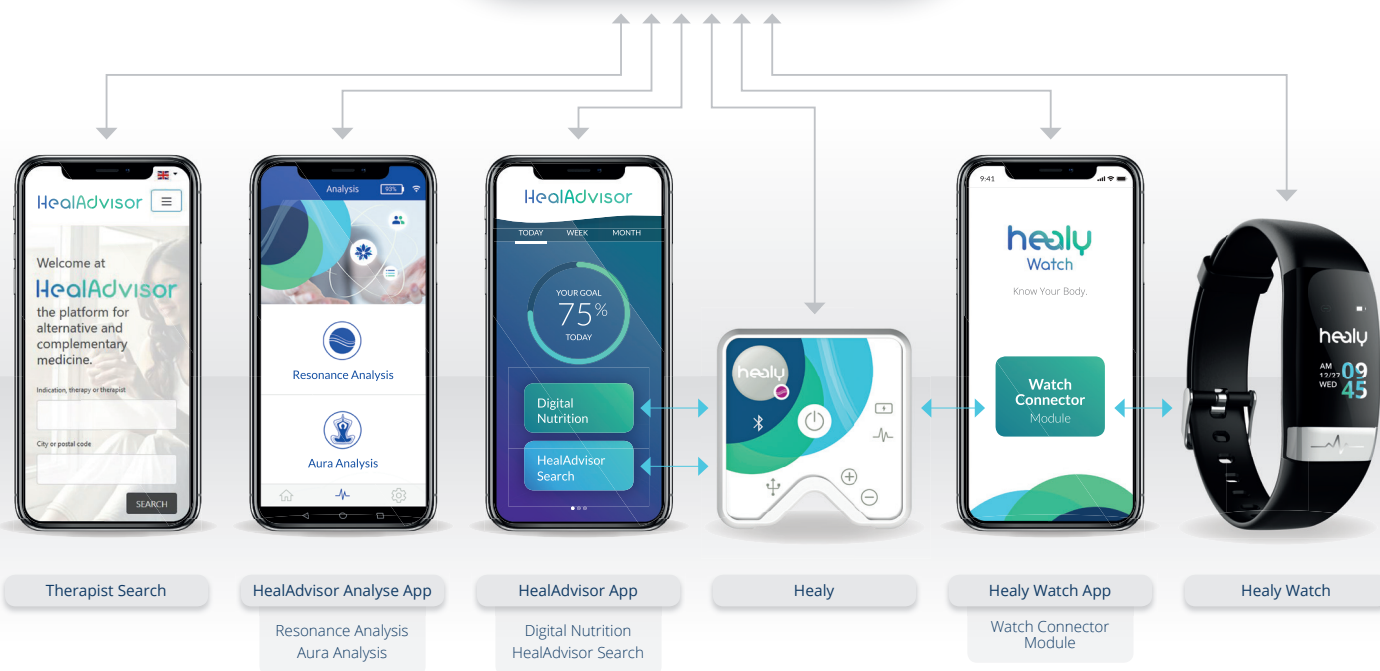 HealAdvisor
Welcome at
HealAdvisor
the platform for
alternative and
complementary
medicine.
Indication, therapy or therapist
City or postal code
SEARCH
Analysis
93%
Resonance Analysis
Aura Analysis
HealAdvisor
TODAY WEEK MONTH
YOUR GOAL
75%
TODAY
Digital
Nutrition
HealAdvisor
Search
healy
9:41
healy
Watch
Know Your Body.
Watch
Connector
Module
healy
AM 09
12/27
WED 45
Therapist Search
HealAdvisor Analyse App
HealAdvisor App
Healy
Healy Watch App
Healy Watch
Resonance Analysis
Aura Analysis
Digital Nutrition
HealAdvisor Search
Watch Connector
Module